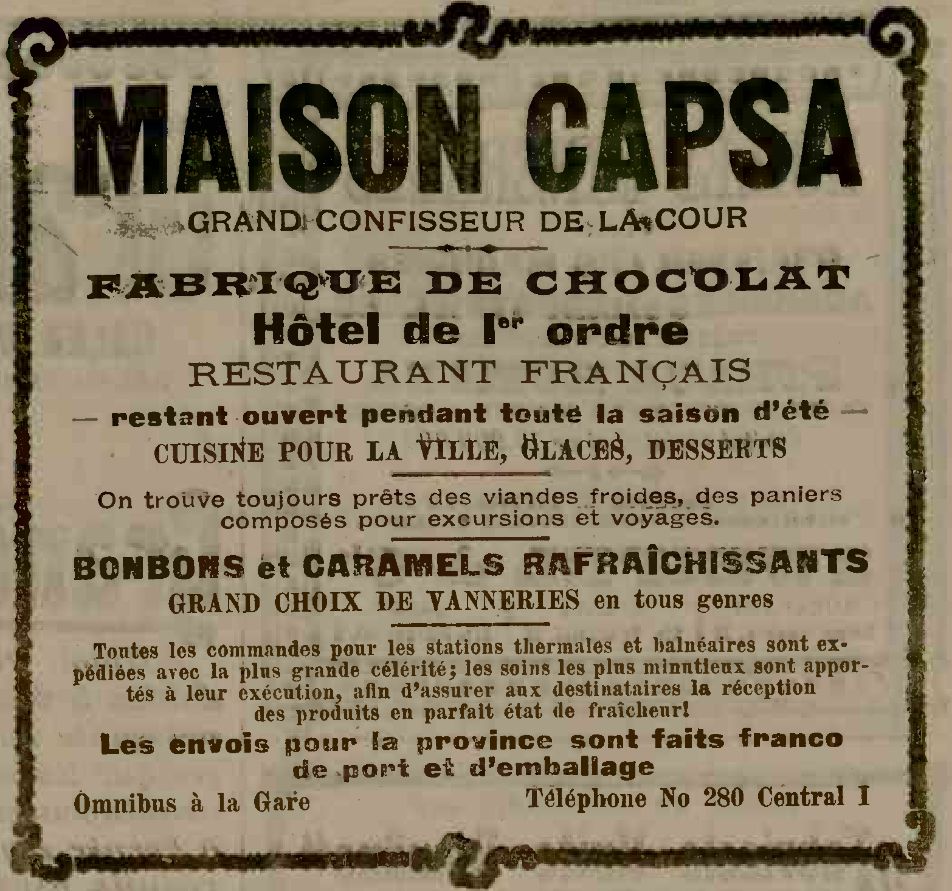 MAISON CAPSA
GRAND CONFISSEUR DE LA COUR
FABRIQUE DE CHOCOLAT
Hôtel de Ier ordre
RESTAURANT FRANÇAIS
— restant ouvert pendant toute la saison d'été —
CUISINE POUR LA VILLE, GLACES, DESSERTS
On trouve toujours prêts des viandes froides, des paniers
composés pour excursions et voyages.
BONBONS et CARAMELS RAFRAÎCHISSANTS
GRAND CHOIX DE VANNERIES en tous genres
Toutes les commandes pour les stations thermales et balnéaires sont ex-
pédiées avec la plus grande célérité; les soins les plus minutieux sont appor-
tés à leur exécution, afin d'assurer aux destinataires la réception
des produits en parfait état de fraîcheur!
Les envois pour la province sont faits franco
de port et d'emballage
Omnibus à la Gare Téléphone No 280 Central I